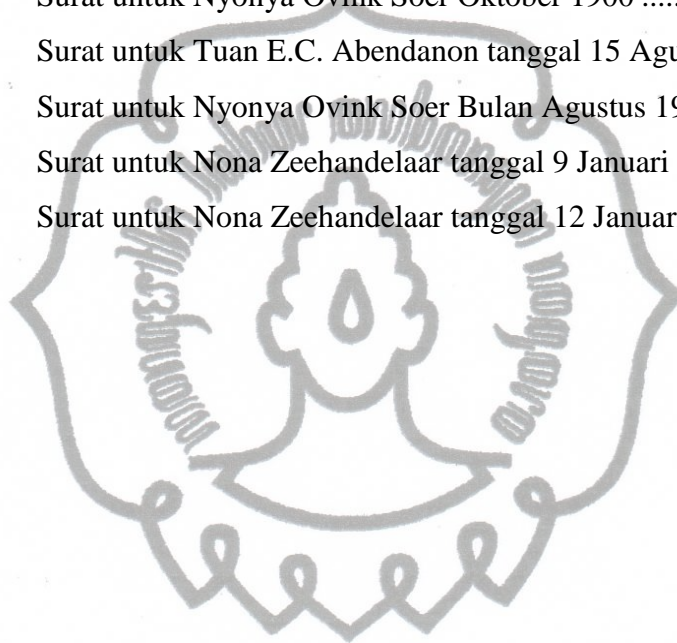 Surat untuk Nyonya Ovink Soer Oktober 1900 .....
Surat untuk Tuan E.C. Abendanon tanggal 15 Agu
Surat untuk Nyonya Ovink Soer Bulan Agustus 19
Surat untuk Nona Zeehandelaar tanggal 9 Januari
Surat untuk Nona Zeehandelaar tanggal 12 Januar